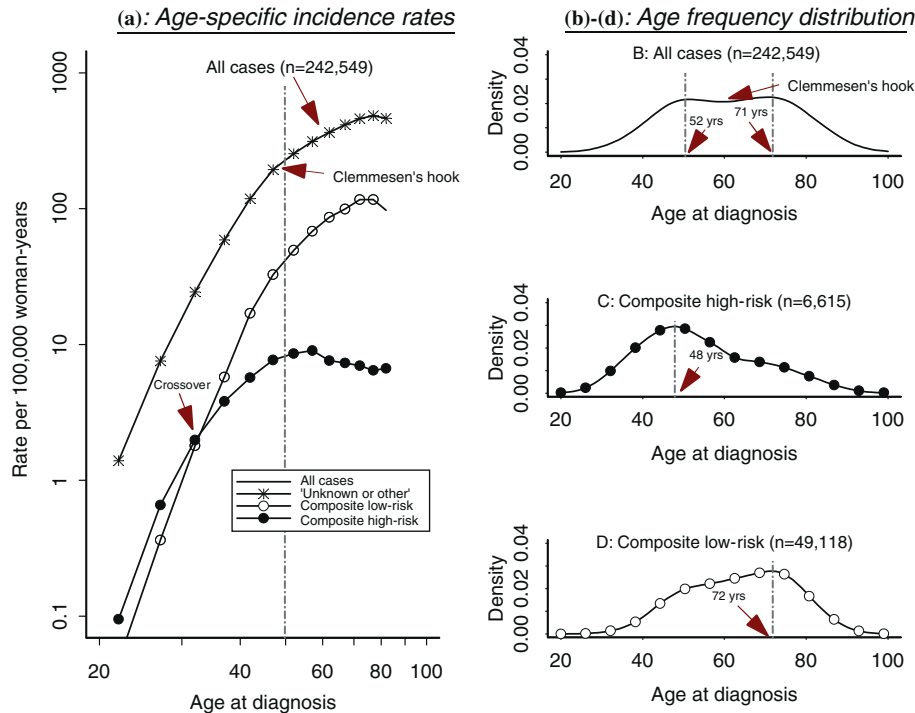 (a): Age-specific incidence rates
All cases (n=242,549)
Clemmesen's hook
Crossover
All cases
'Unknown or other'
Composite low-risk
Composite high-risk
Rate per 100,000 woman-years
1000
100
10
1
0.1
20
40
60
80
100
Age at diagnosis
(b)-(d): Age frequency distribution
B: All cases (n=242,549)
Clemmesen's hook
52 yrs
71 yrs
Density
0.00 0.02 0.04
20 40 60 80 100
Age at diagnosis
C: Composite high-risk (n=6,615)
48 yrs
Density
0.00 0.02 0.04
20 40 60 80 100
Age at diagnosis
D: Composite low-risk (n=49,118)
72 yrs
Density
0.00 0.02 0.04
20 40 60 80 100
Age at diagnosis